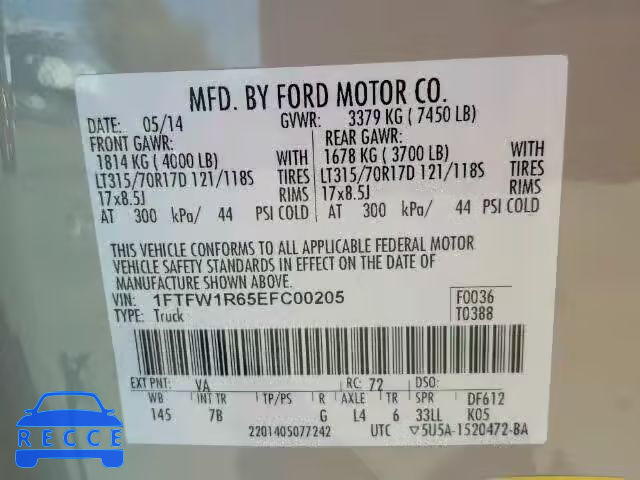 MFD. BY FORD MOTOR CO.
DATE: 05/14 GVWR: 3379 KG ( 7450 LB)
FRONT GAWR: REAR GAWR:
1814 KG ( 4000 LB) WITH 1678 KG ( 3700 LB) WITH
LT315/70R17D 121/118S TIRES LT315/70R17D 121/118S TIRES
17x8.5J RIMS 17x8.5J RIMS
AT 300 kPa/ 44 PSI COLD AT 300 kPa/ 44 PSI COLD
THIS VEHICLE CONFORMS TO ALL APPLICABLE FEDERAL MOTOR
VEHICLE SAFETY STANDARDS IN EFFECT ON THE DATE OF
MANUFACTURE SHOWN ABOVE.
VIN: 1FTFW1R65EFC00205 F0036
TYPE: Truck T0388
EXT PNT: VA RC: 72 DSO:
WB INT TR TP/PS R AXLE TR SPR DF612
145 7B G L4 6 33LL K05
2201405077242 UTC ▽5U5A-1520472-BA
RECCE